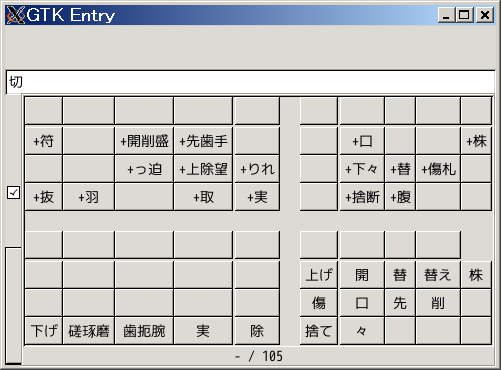 GTK Entry
切
+符 +開削盛 +先歯手 +口 +株
+っ迫 +上除望 +りれ +下々 +替 +傷札
+抜 +羽 +取 +実 +捨断 +腹
上げ 開 替 替え 株
傷 口 先 削
下げ 磋琢磨 歯扼腕 実 除 捨て 々
- / 105